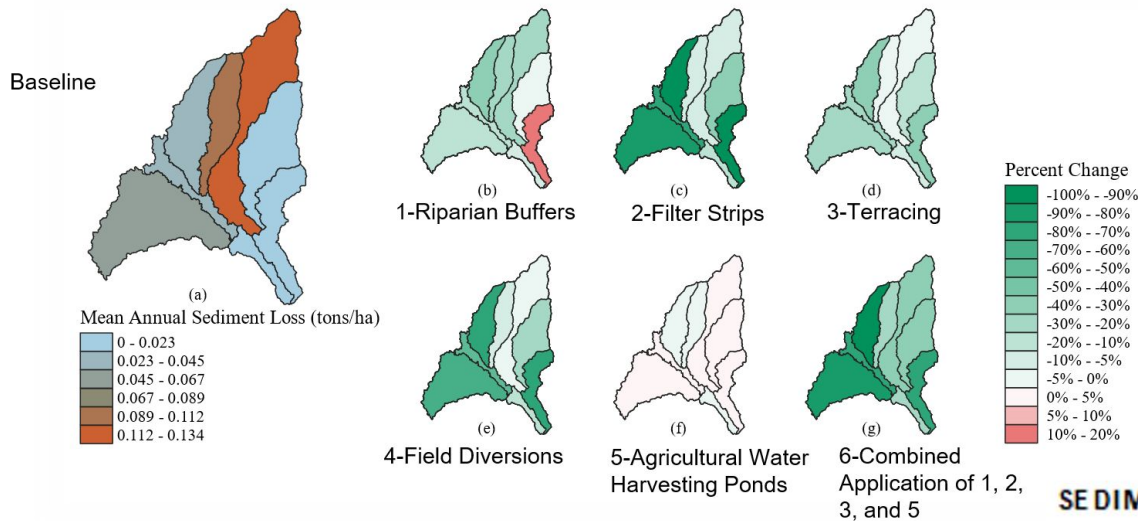 Baseline
(a)
Mean Annual Sediment Loss (tons/ha)
0 - 0.023
0.023 - 0.045
0.045 - 0.067
0.067 - 0.089
0.089 - 0.112
0.112 - 0.134
(b)
1-Riparian Buffers
(c)
2-Filter Strips
(d)
3-Terracing
(e)
4-Field Diversions
(f)
5-Agricultural Water
Harvesting Ponds
(g)
6-Combined
Application of 1, 2,
3, and 5
Percent Change
-100% - -90%
-90% - -80%
-80% - -70%
-70% - -60%
-60% - -50%
-50% - -40%
-40% - -30%
-30% - -20%
-20% - -10%
-10% - -5%
-5% - 0%
0% - 5%
5% - 10%
10% - 20%
SEDIM